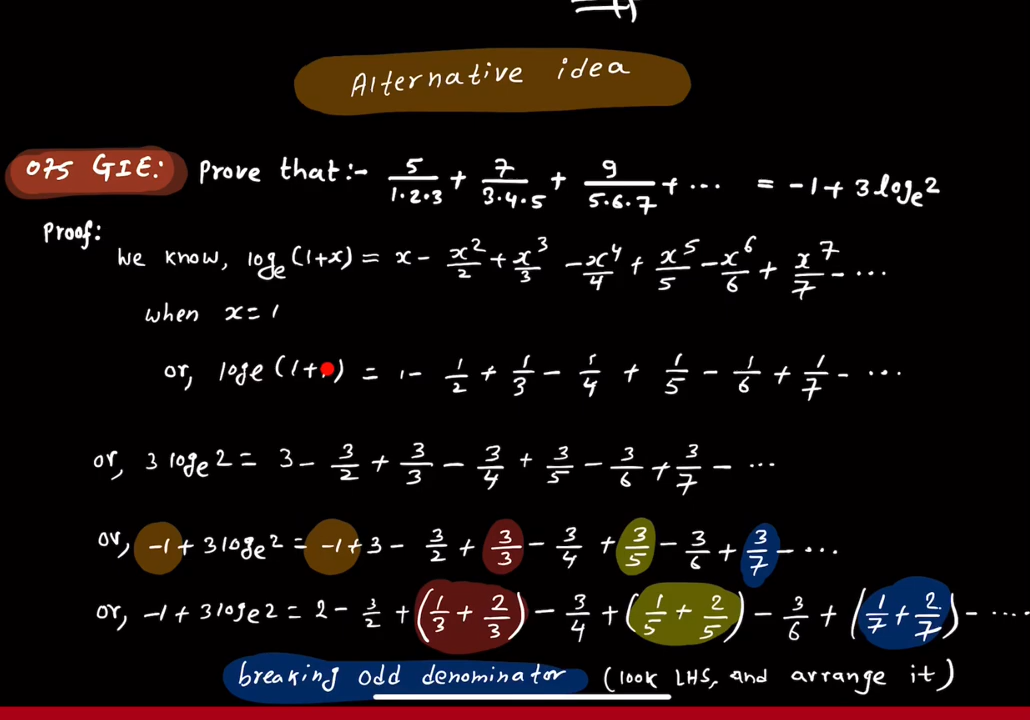 Alternative idea
075 GIE: Prove that:- 5/1·2·3 + 7/3·4·5 + 9/5·6·7 + ... = -1 + 3 logₑ2
Proof:
We know, logₑ(1+x) = x - x²/2 + x³/3 - x⁴/4 + x⁵/5 - x⁶/6 + x⁷/7 - ...
when x = 1
or, loge (1+ ) = 1 - 1/2 + 1/3 - 1/4 + 1/5 - 1/6 + 1/7 - ...
or, 3 logₑ2 = 3 - 3/2 + 3/3 - 3/4 + 3/5 - 3/6 + 3/7 - ...
or, -1 + 3 logₑ2 = -1 + 3 - 3/2 + 3/3 - 3/4 + 3/5 - 3/6 + 3/7 - ...
or, -1 + 3 loge2 = 2 - 3/2 + (1/3 + 2/3) - 3/4 + (1/5 + 2/5) - 3/6 + (1/7 + 2/7) - ....
breaking odd denominator (look LHS, and arrange it)